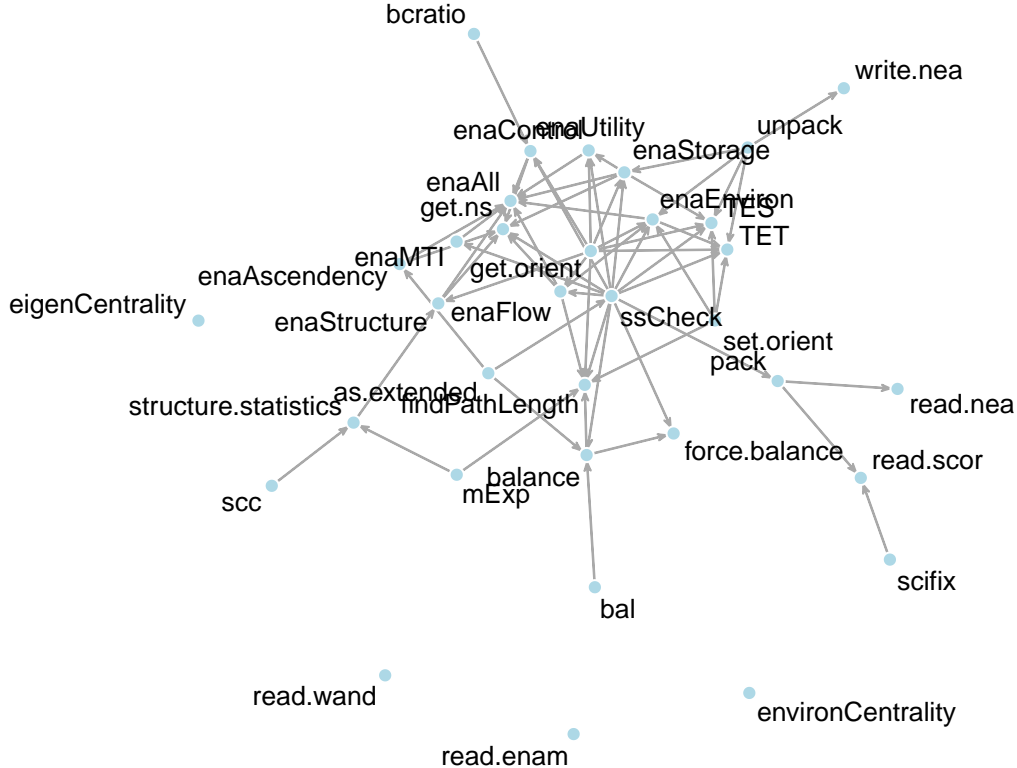 bcratio
write.nea
unpack
enaControl
enaUtility
enaStorage
enaAll
enaEnviron
get.ns
TES
TET
enaMTI
get.orient
enaAscendency
eigenCentrality
enaStructure
enaFlow
ssCheck
set.orient
pack
as.extended
structure.statistics
findPathLength
read.nea
force.balance
read.scor
balance
mExp
scc
scifix
bal
read.wand
environCentrality
read.enam